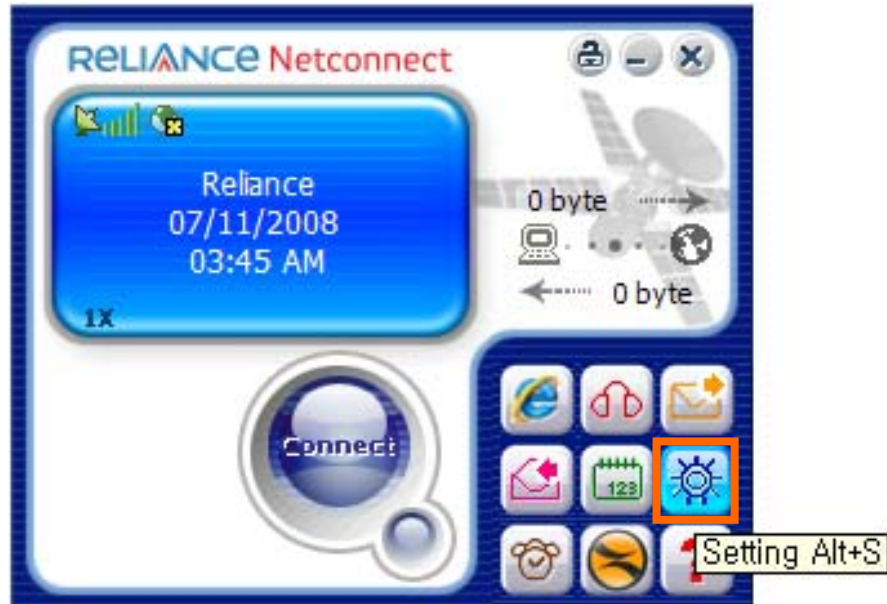 RELIANCE Netconnect
Reliance
07/11/2008
03:45 AM
1X
0 byte
0 byte
Connect
123
?
Setting Alt+S